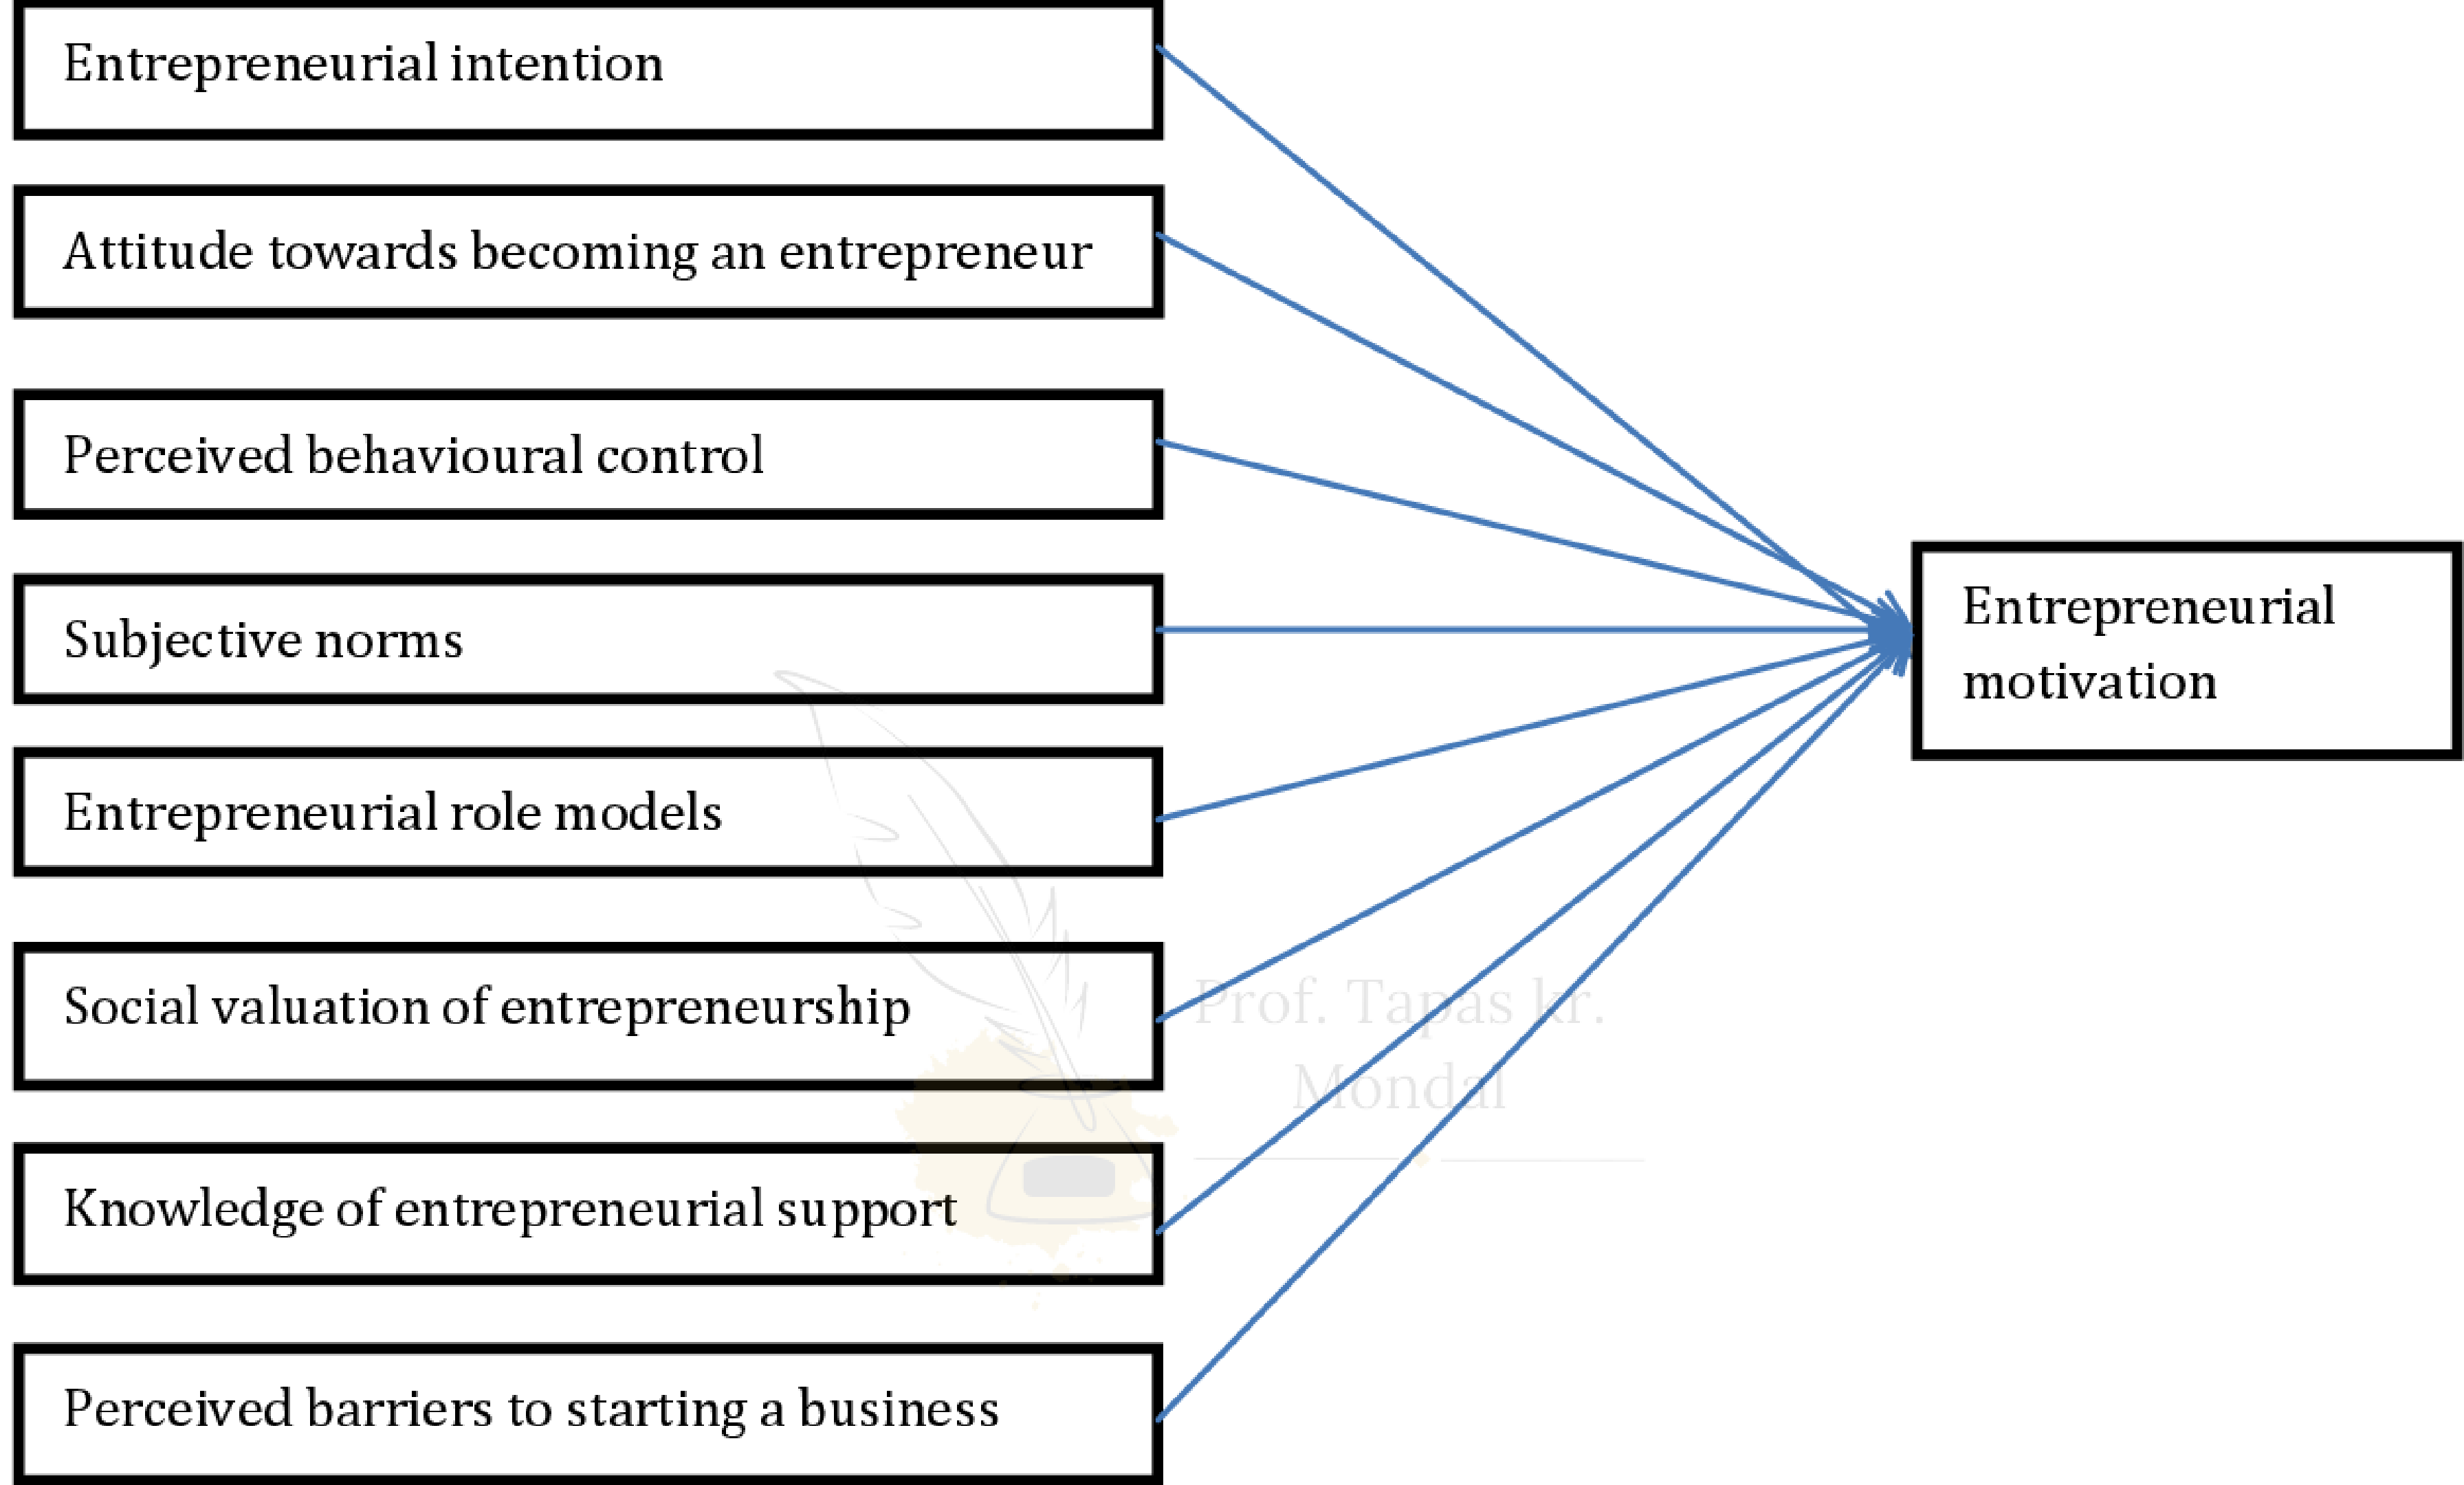 Entrepreneurial intention
Attitude towards becoming an entrepreneur
Perceived behavioural control
Subjective norms
Entrepreneurial role models
Social valuation of entrepreneurship
Knowledge of entrepreneurial support
Perceived barriers to starting a business
Entrepreneurial
motivation
Prof. Tapas kr.
Mondal